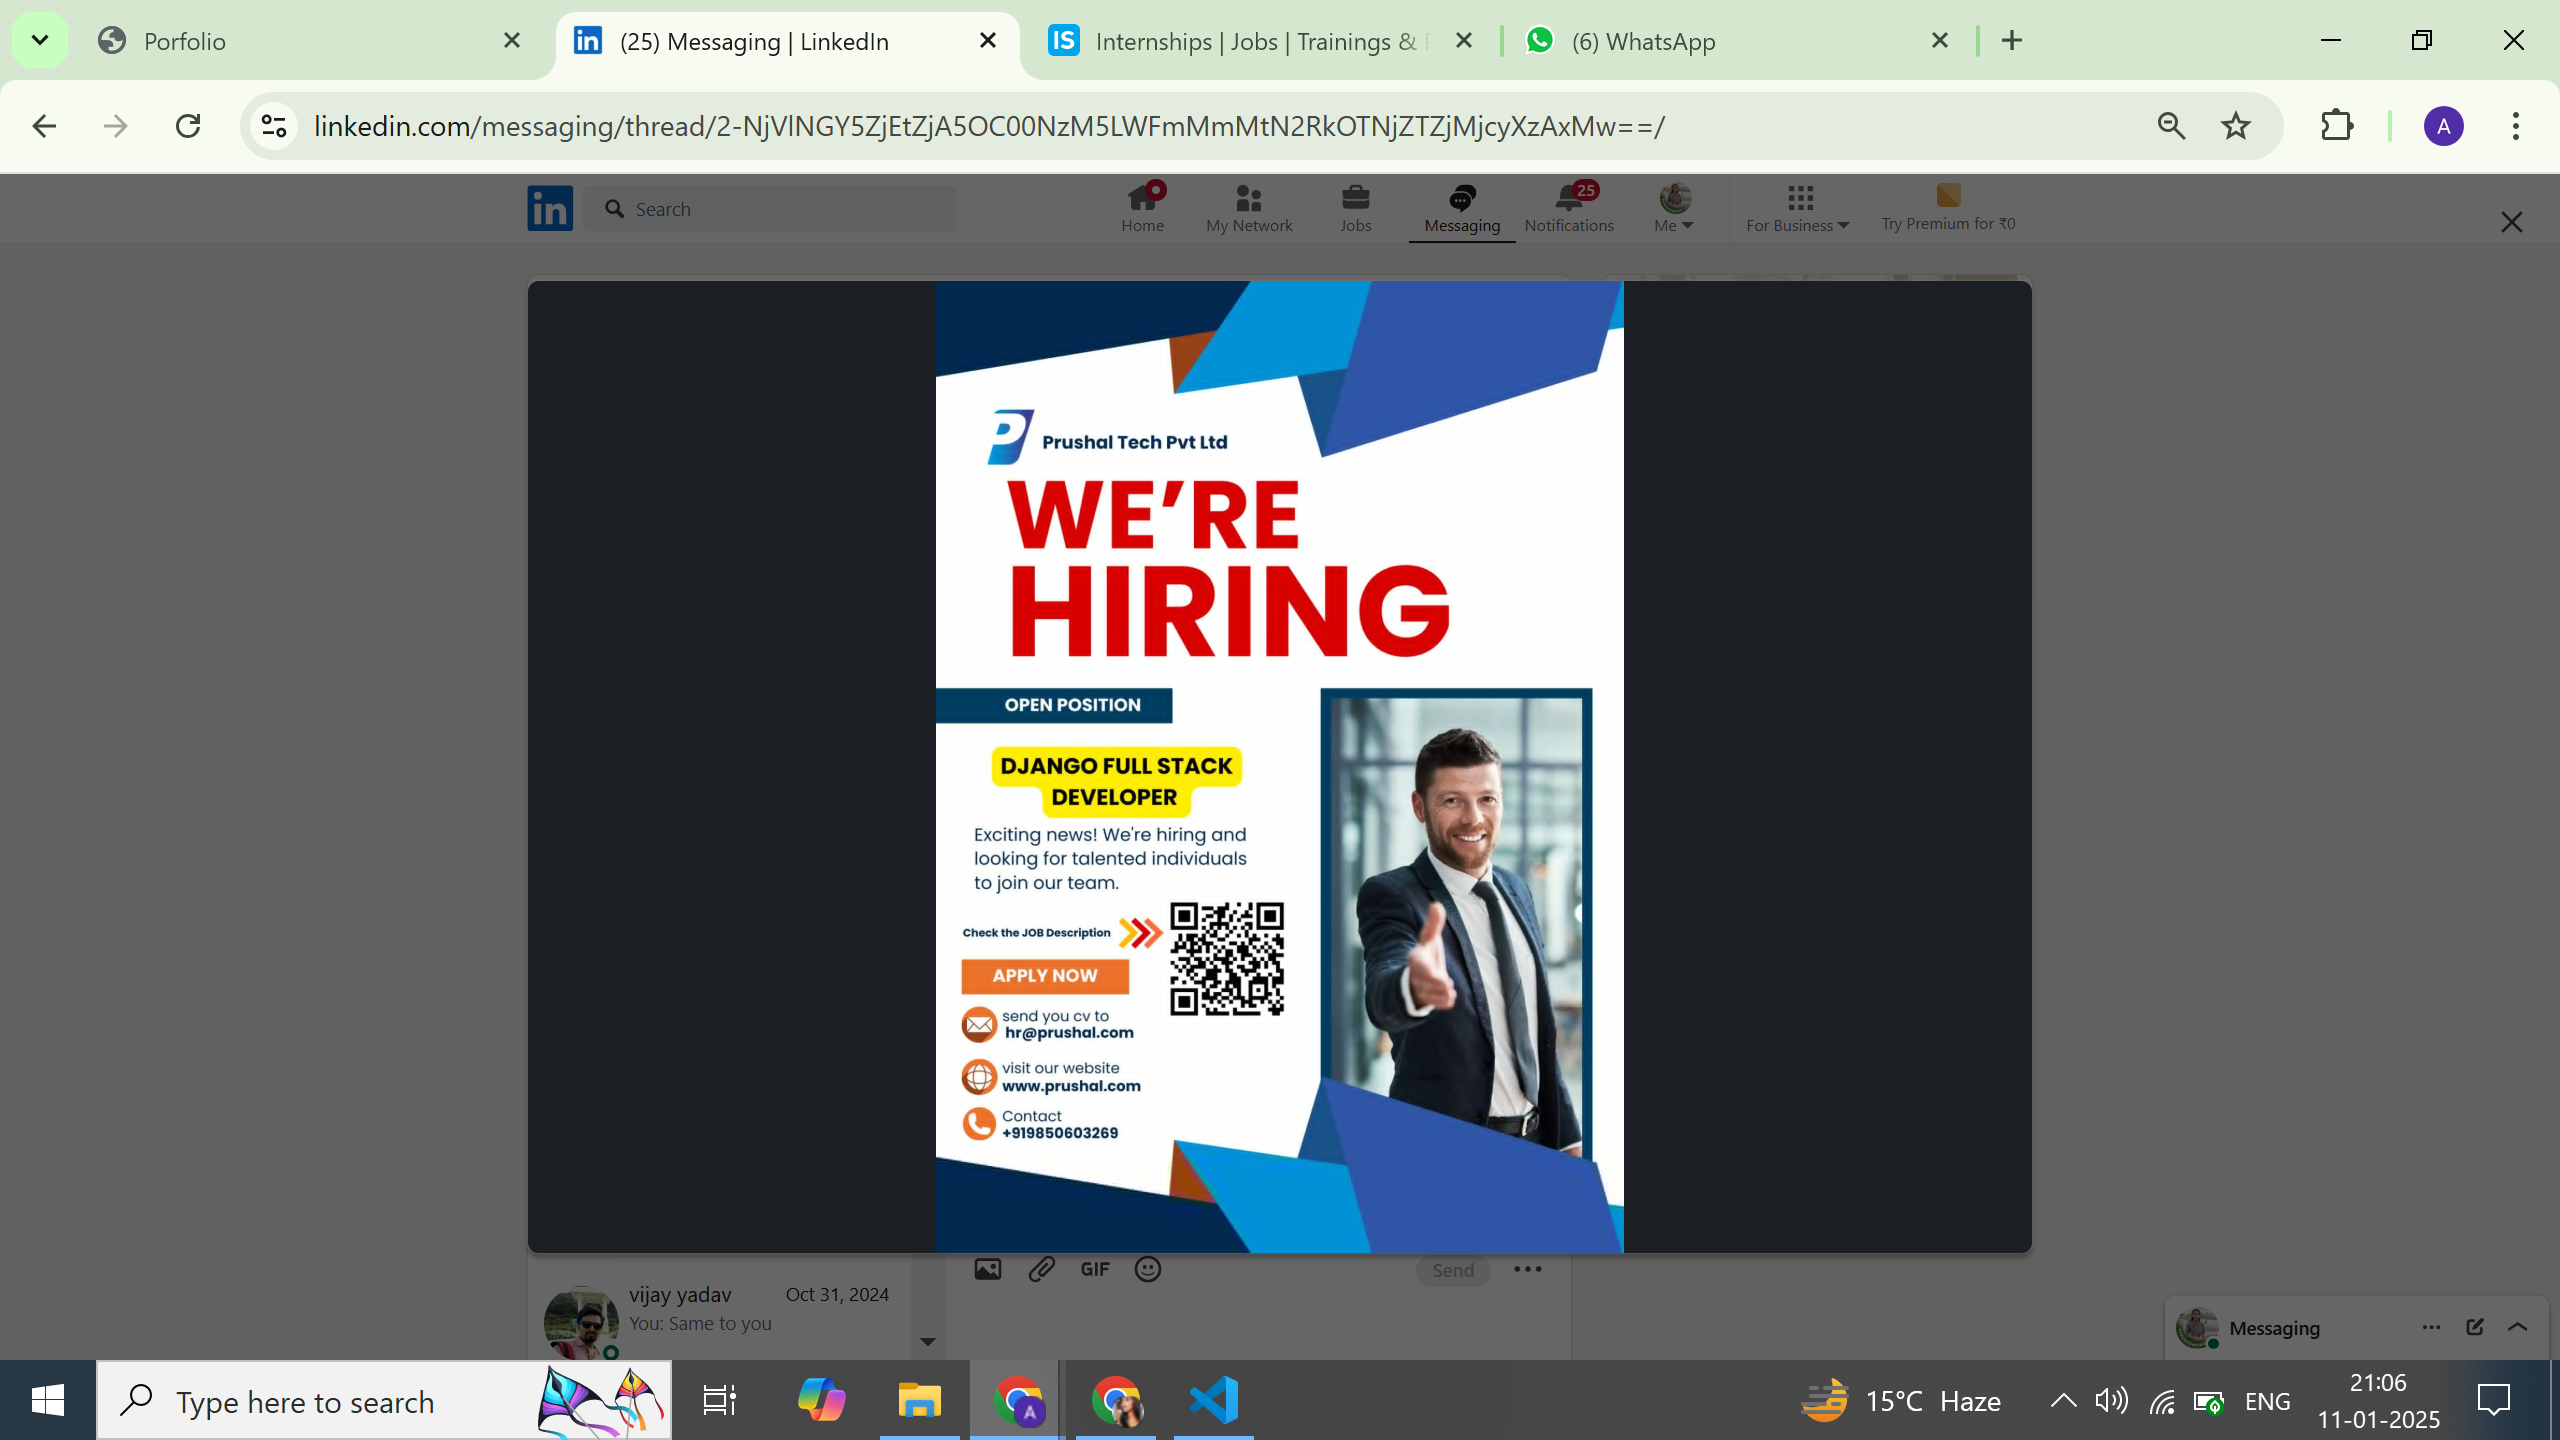 Porfolio
(25) Messaging | LinkedIn
IS
Internships | Jobs | Trainings &
(6) WhatsApp
linkedin.com/messaging/thread/2-NjVlNGY5ZjEtZjA5OC00NzM5LWFmMmMtN2RkOTNjZTZjMjcyXzAxMw==/
A
in
Search
Home
My Network
Jobs
Messaging
25
Notifications
Me
For Business
Try Premium for ₹0
Prushal Tech Pvt Ltd
WE’RE
HIRING
OPEN POSITION
DJANGO FULL STACK
DEVELOPER
Exciting news! We're hiring and
looking for talented individuals
to join our team.
Check the JOB Description
APPLY NOW
send you cv to
hr@prushal.com
visit our website
www.prushal.com
Contact
+919850603269
GIF
Send
vijay yadav
Oct 31, 2024
You: Same to you
Messaging
Type here to search
A
15°C Haze
ENG
21:06
11-01-2025